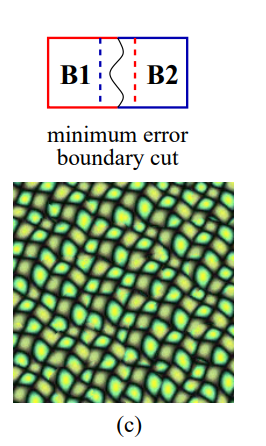 B1 B2
minimum error
boundary cut
(c)